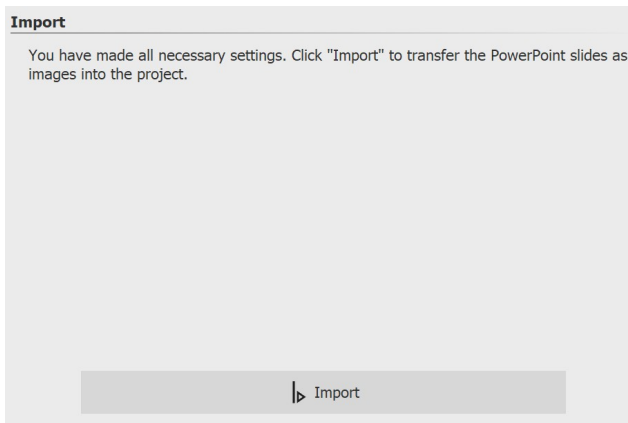 Import
You have made all necessary settings. Click "Import" to transfer the PowerPoint slides as
images into the project.
Import